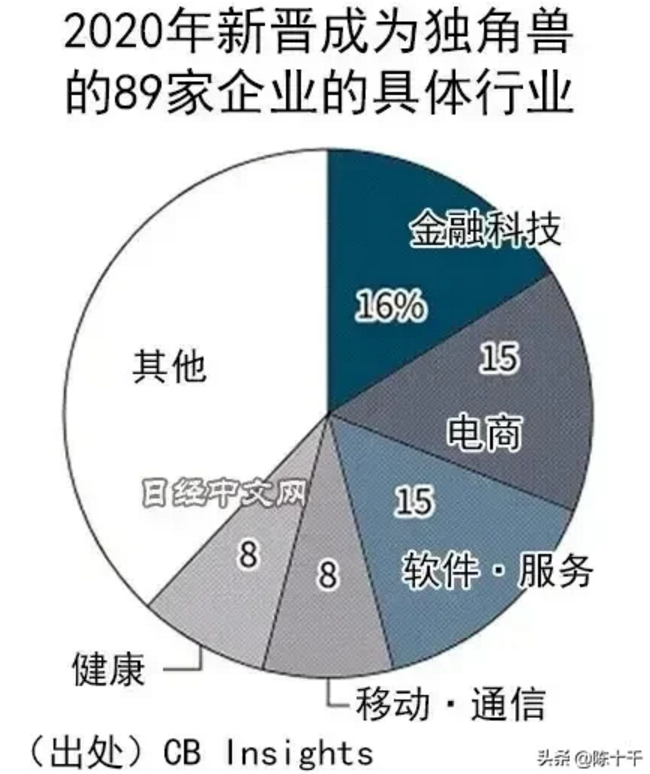 2020年新晋成为独角兽
的89家企业的具体行业
金融科技
16%
15
电商
15
软件·服务
8
移动·通信
8
健康
其他
日经中文网
（出处）CB Insights
头条 @陈十千